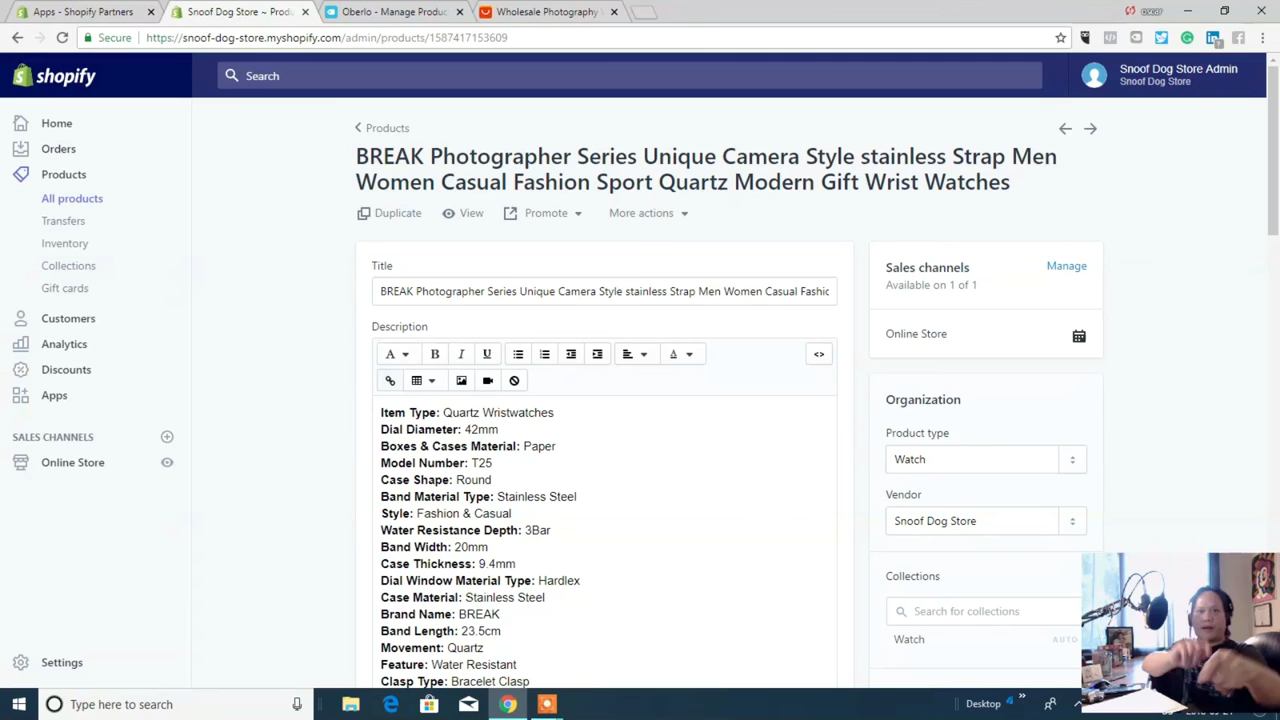 Apps - Shopify Partners
Snoof Dog Store ~ Produ
Oberlo - Manage Produc
Wholesale Photography
oscar
Secure
https://snoof-dog-store.myshopify.com/admin/products/1587417153609
shopify
Search
Snoof Dog Store Admin
Snoof Dog Store
Home
Orders
Products
All products
Transfers
Inventory
Collections
Gift cards
Customers
Analytics
Discounts
Apps
SALES CHANNELS
Online Store
Settings
Products
BREAK Photographer Series Unique Camera Style stainless Strap Men
Women Casual Fashion Sport Quartz Modern Gift Wrist Watches
Duplicate
View
Promote
More actions
Title
BREAK Photographer Series Unique Camera Style stainless Strap Men Women Casual Fashic
Description
A
B
I
U
A
<>
Item Type: Quartz Wristwatches
Dial Diameter: 42mm
Boxes & Cases Material: Paper
Model Number: T25
Case Shape: Round
Band Material Type: Stainless Steel
Style: Fashion & Casual
Water Resistance Depth: 3Bar
Band Width: 20mm
Case Thickness: 9.4mm
Dial Window Material Type: Hardlex
Case Material: Stainless Steel
Brand Name: BREAK
Band Length: 23.5cm
Movement: Quartz
Feature: Water Resistant
Clasp Type: Bracelet Clasp
Sales channels
Manage
Available on 1 of 1
Online Store
Organization
Product type
Watch
Vendor
Snoof Dog Store
Collections
Search for collections
Watch
AUTO
Type here to search
Desktop